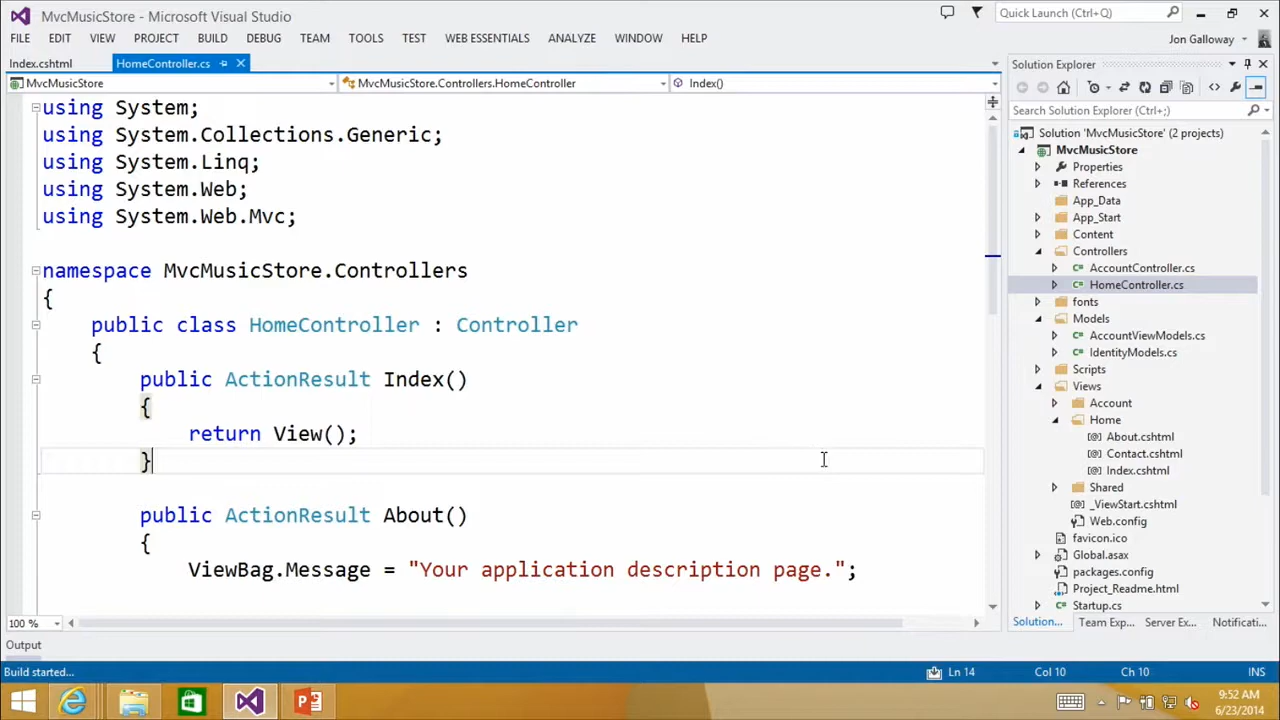 MvcMusicStore - Microsoft Visual Studio
Quick Launch (Ctrl+Q)
FILE EDIT VIEW PROJECT BUILD DEBUG TEAM TOOLS TEST WEB ESSENTIALS ANALYZE WINDOW HELP
Jon Galloway
Index.cshtml
HomeController.cs
MvcMusicStore
MvcMusicStore.Controllers.HomeController
Index()
using System;
using System.Collections.Generic;
using System.Linq;
using System.Web;
using System.Web.Mvc;
namespace MvcMusicStore.Controllers
{
public class HomeController : Controller
{
public ActionResult Index()
{
return View();
}
public ActionResult About()
{
ViewBag.Message = "Your application description page.";
100 %
Solution Explorer
Search Solution Explorer (Ctrl+;)
Solution 'MvcMusicStore' (2 projects)
MvcMusicStore
Properties
References
App_Data
App_Start
Content
Controllers
AccountController.cs
HomeController.cs
fonts
Models
AccountViewModels.cs
IdentityModels.cs
Scripts
Views
Account
Home
About.cshtml
Contact.cshtml
Index.cshtml
Shared
_ViewStart.cshtml
Web.config
favicon.ico
Global.asax
packages.config
Project_Readme.html
Startup.cs
Solution... Team Exp... Server Ex... Notificati...
Output
Build started...
Ln 14
Col 10
Ch 10
INS
9:52 AM
6/23/2014